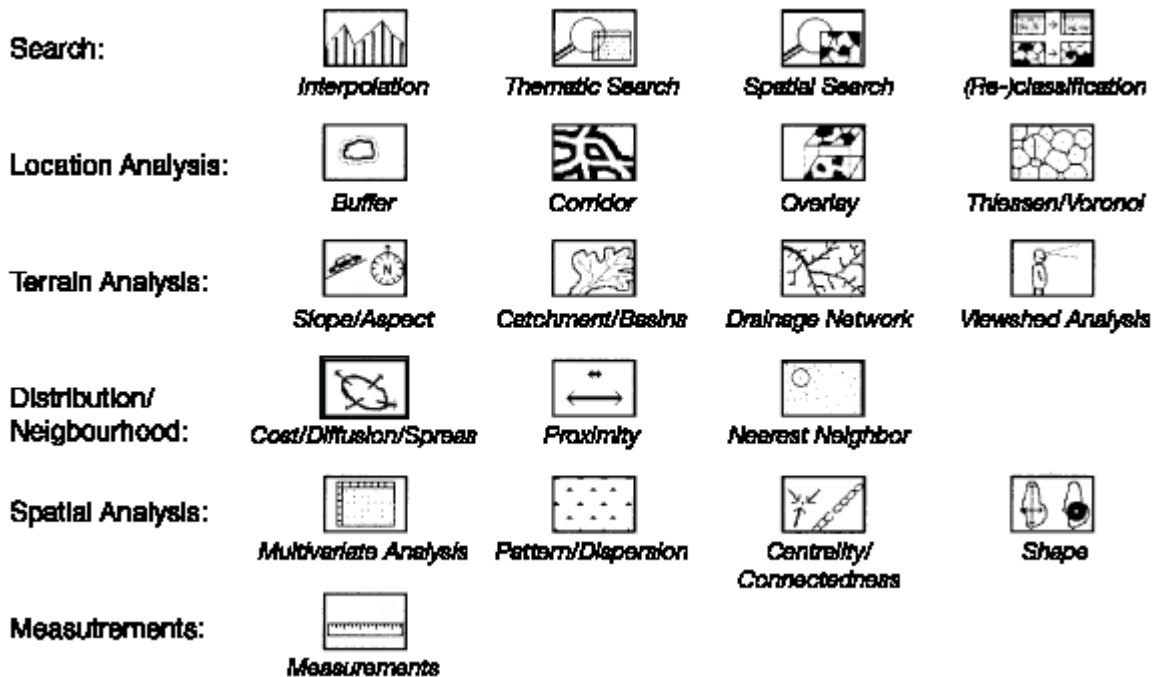 Search:
Interpolation Thematic Search Spatial Search (Re-)classification
Location Analysis:
Buffer Corridor Overlay Thiessen/Voronoi
Terrain Analysis:
N
Slope/Aspect Catchment/Basins Drainage Network Viewshed Analysis
Distribution/
Neigbourhood:
Cost/Diffusion/Spreas Proximity Nearest Neighbor
Spatial Analysis:
Multivariate Analysis Pattern/Dispersion Centrality/
Connectedness Shape
Measutrements:
Measurements